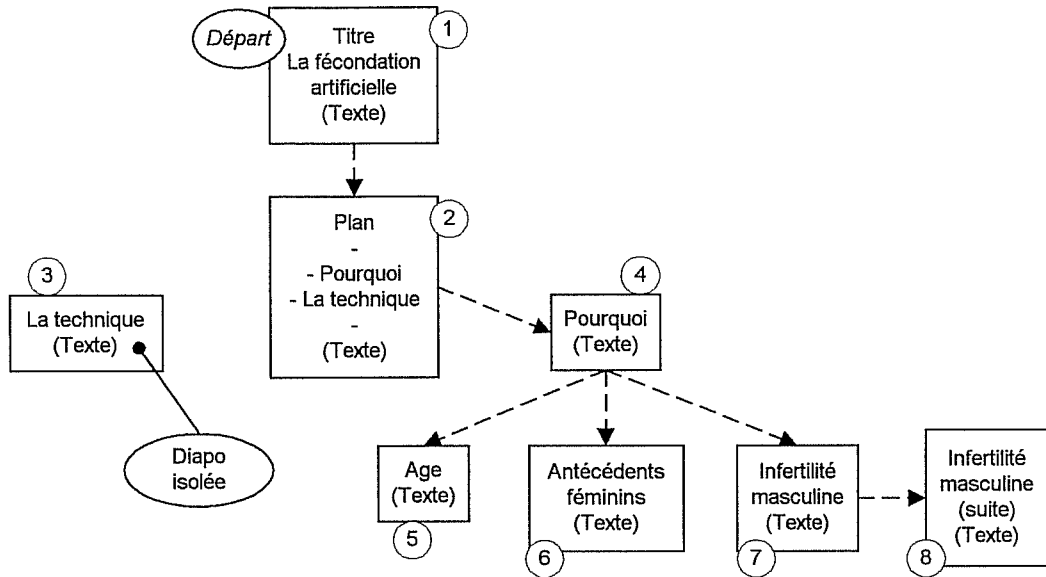 Départ
1
Titre
La fécondation
artificielle
(Texte)
2
Plan
-
- Pourquoi
- La technique
-
(Texte)
3
La technique
(Texte)
Diapo
isolée
4
Pourquoi
(Texte)
Age
(Texte)
5
Antécédents
féminins
(Texte)
6
Infertilité
masculine
(Texte)
7
Infertilité
masculine
(suite)
(Texte)
8